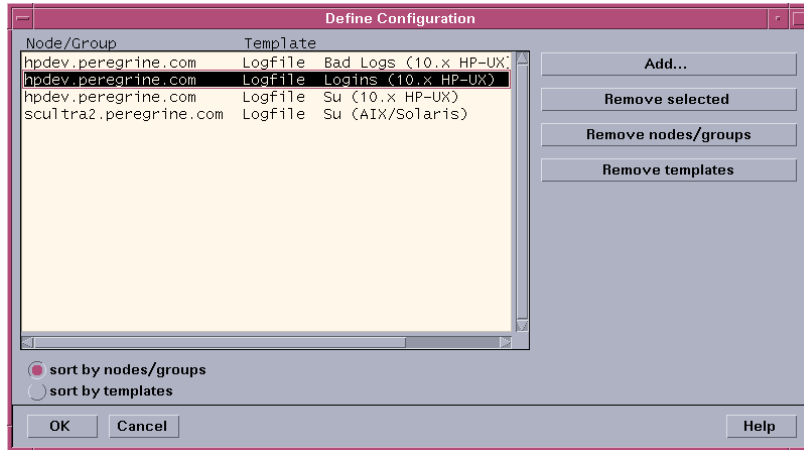 Define Configuration
Node/Group Template
hpdev.peregrine.com Logfile Bad Logs (10.x HP-UX)
hpdev.peregrine.com Logfile Logins (10.x HP-UX)
hpdev.peregrine.com Logfile Su (10.x HP-UX)
scultra2.peregrine.com Logfile Su (AIX/Solaris)
Add...
Remove selected
Remove nodes/groups
Remove templates
sort by nodes/groups
sort by templates
OK Cancel Help